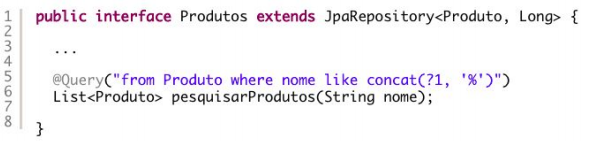 1 public interface Produtos extends JpaRepository<Produto, Long> {
2
3 ...
4
5 @Query("from Produto where nome like concat(?1, '%')")
6 List<Produto> pesquisarProdutos(String nome);
7
8 }